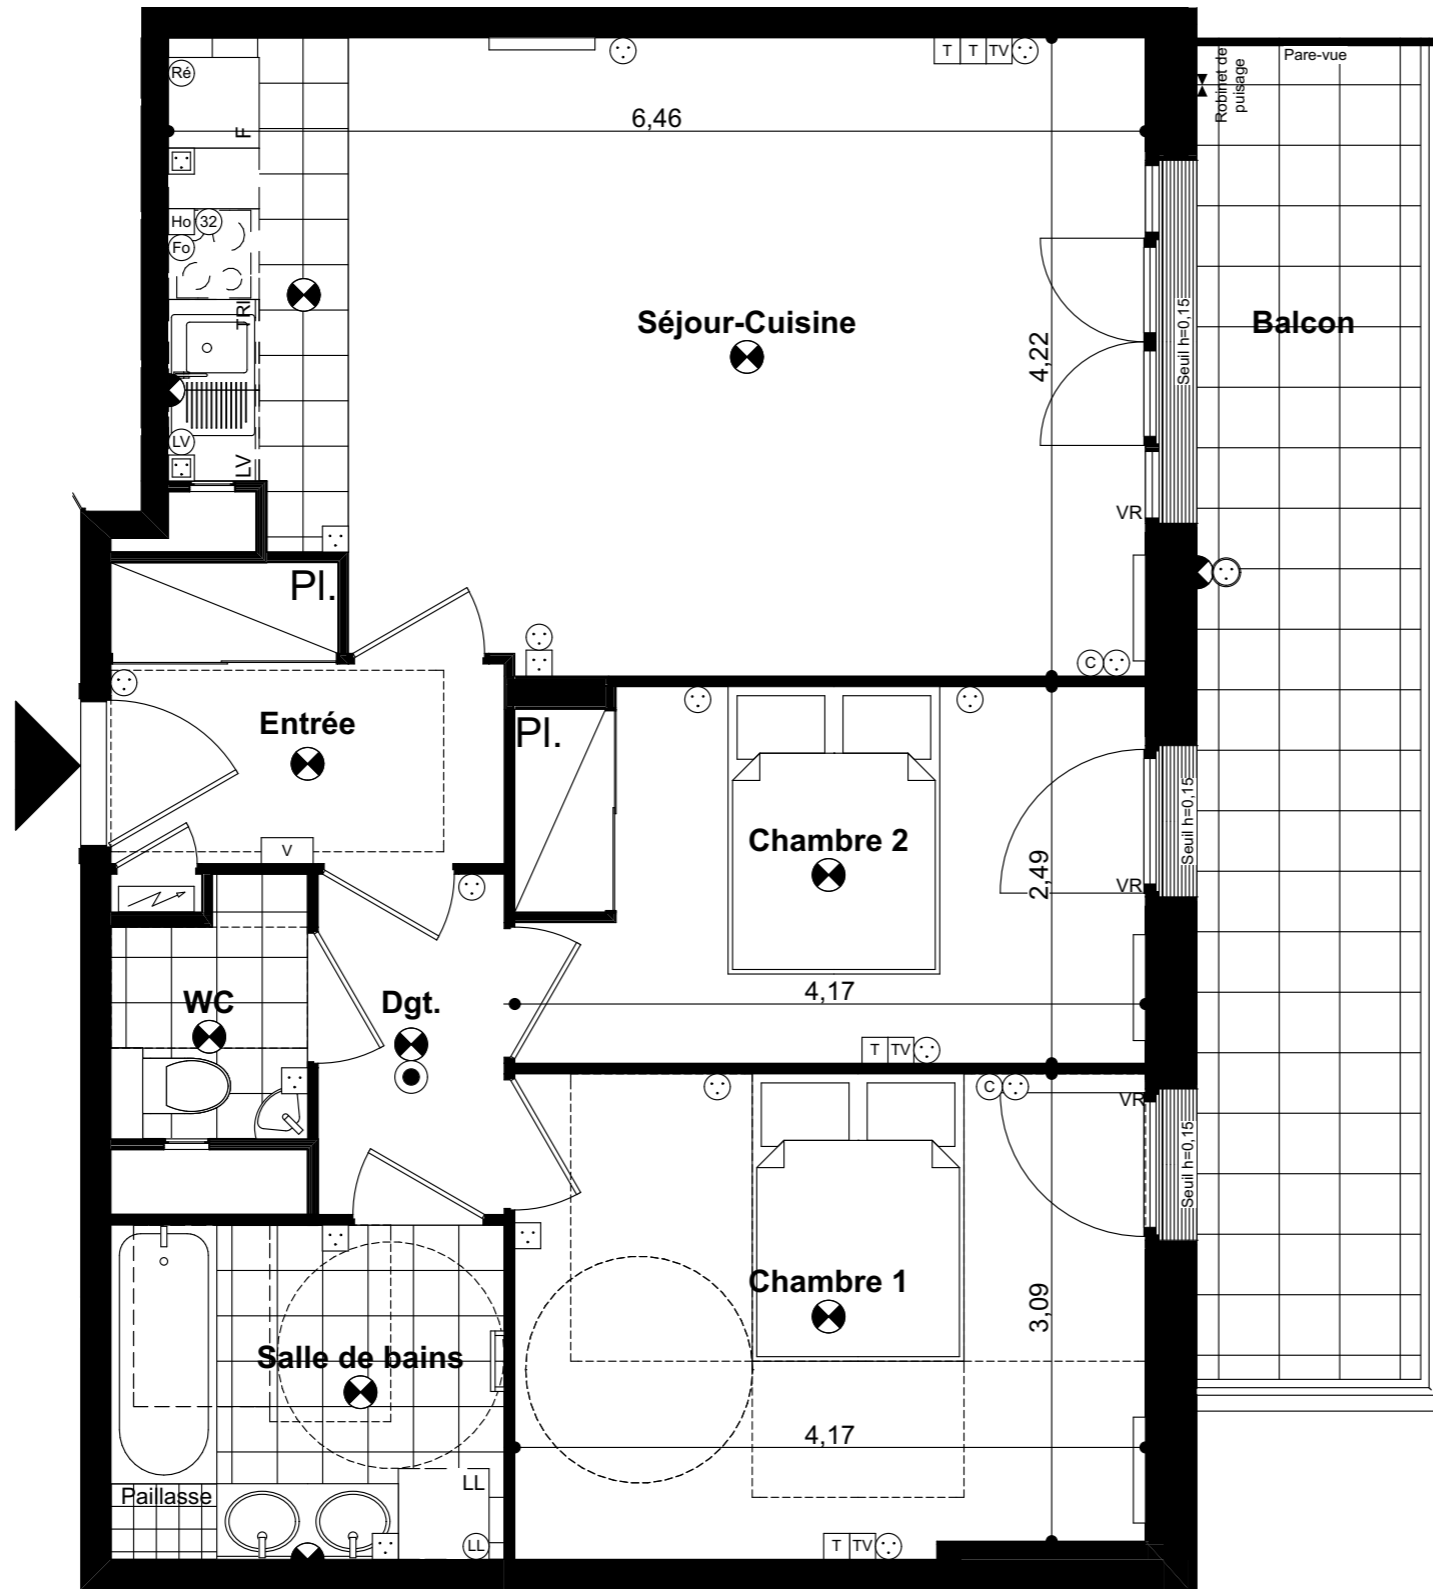 T T TV
Pare-vue
Robinet de
puisage
Ré
F
6,46
Ho 32
Fo
TRI
Séjour-Cuisine
4,22
Seuil h=0,15
Balcon
LV
LV
VR
Pl.
C
Entrée
Pl.
V
Chambre 2
2,49
VR
Seuil h=0,15
4,17
WC
Dgt.
T TV
C
VR
Seuil h=0,15
Chambre 1
3,09
Salle de bains
4,17
Paillasse
LL
LL
T TV